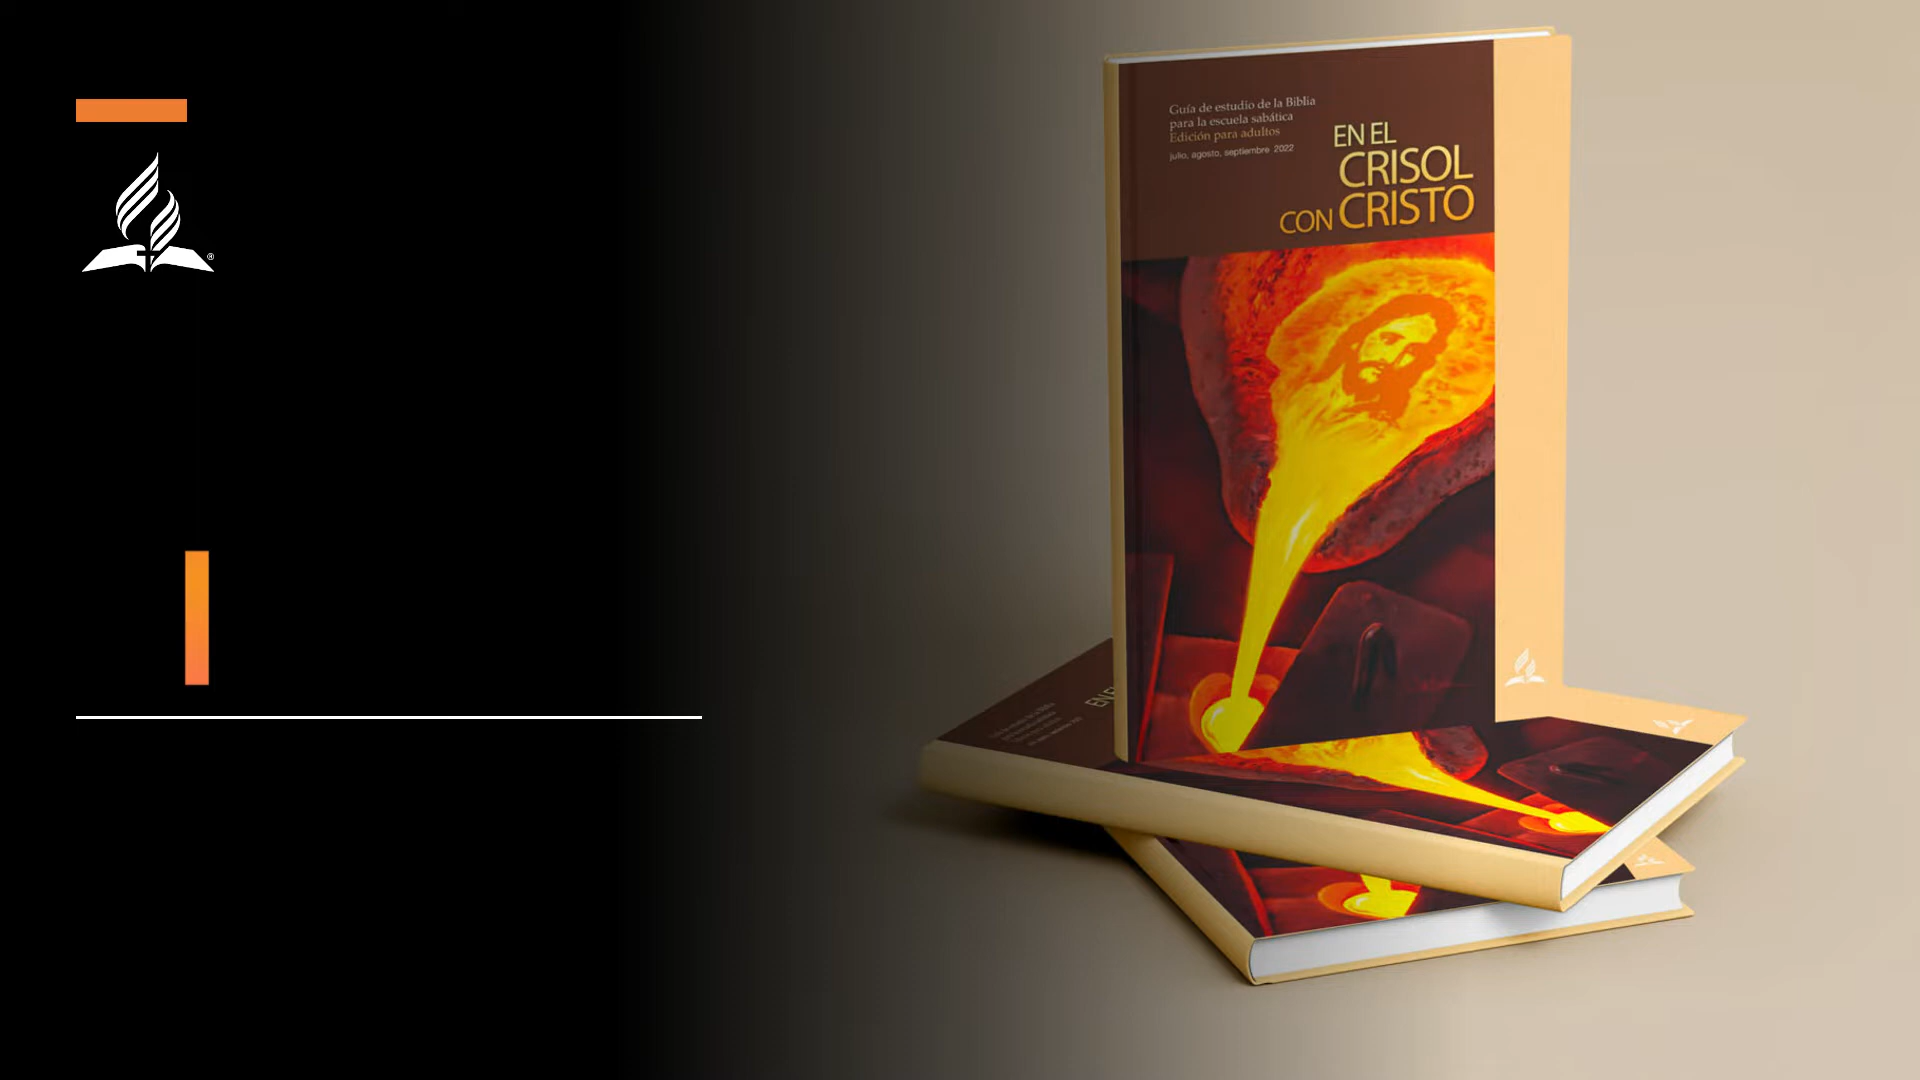 Guía de estudio de la Biblia
para la escuela sabática
Edición para adultos
julio, agosto, septiembre 2022
EN EL
CRISOL
CON CRISTO
®